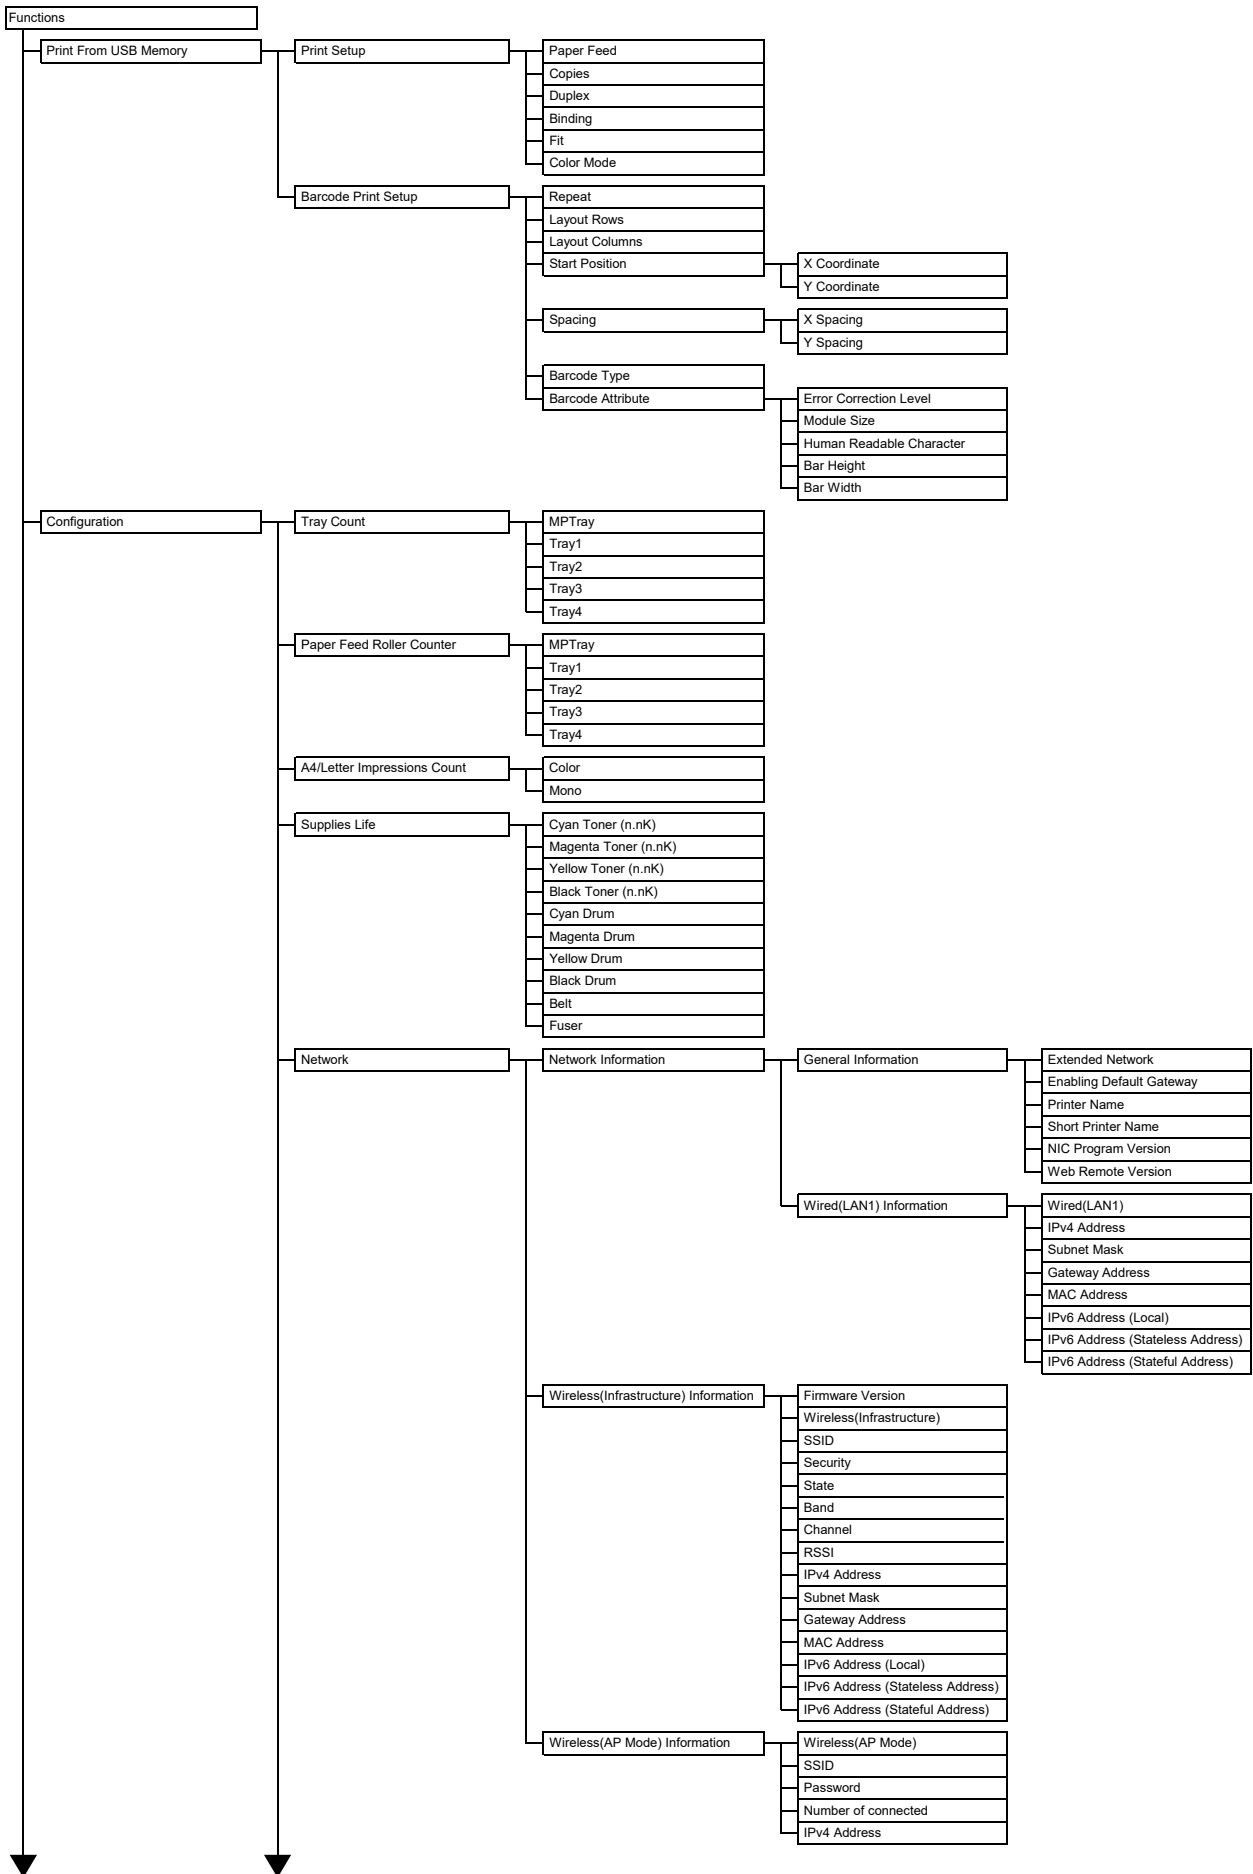 Functions
Print From USB Memory
Print Setup
Paper Feed
Copies
Duplex
Binding
Fit
Color Mode
Barcode Print Setup
Repeat
Layout Rows
Layout Columns
Start Position
X Coordinate
Y Coordinate
Spacing
X Spacing
Y Spacing
Barcode Type
Barcode Attribute
Error Correction Level
Module Size
Human Readable Character
Bar Height
Bar Width
Configuration
Tray Count
MPTray
Tray1
Tray2
Tray3
Tray4
Paper Feed Roller Counter
MPTray
Tray1
Tray2
Tray3
Tray4
A4/Letter Impressions Count
Color
Mono
Supplies Life
Cyan Toner (n.nK)
Magenta Toner (n.nK)
Yellow Toner (n.nK)
Black Toner (n.nK)
Cyan Drum
Magenta Drum
Yellow Drum
Black Drum
Belt
Fuser
Network
Network Information
General Information
Extended Network
Enabling Default Gateway
Printer Name
Short Printer Name
NIC Program Version
Web Remote Version
Wired(LAN1) Information
Wired(LAN1)
IPv4 Address
Subnet Mask
Gateway Address
MAC Address
IPv6 Address (Local)
IPv6 Address (Stateless Address)
IPv6 Address (Stateful Address)
Wireless(Infrastructure) Information
Firmware Version
Wireless(Infrastructure)
SSID
Security
State
Band
Channel
RSSI
IPv4 Address
Subnet Mask
Gateway Address
MAC Address
IPv6 Address (Local)
IPv6 Address (Stateless Address)
IPv6 Address (Stateful Address)
Wireless(AP Mode) Information
Wireless(AP Mode)
SSID
Password
Number of connected
IPv4 Address